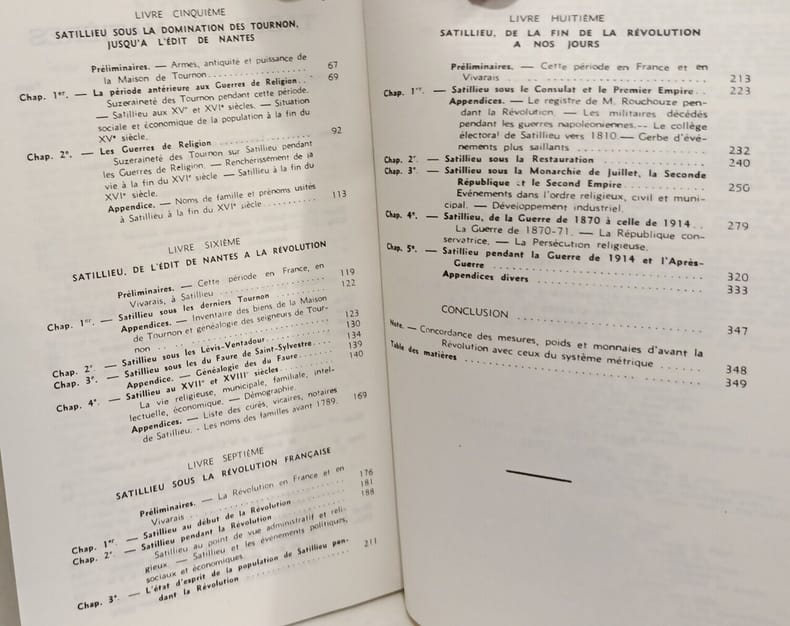 LIVRE CINQUIÈME
SATILLIEU SOUS LA DOMINATION DES TOURNON,
JUSQU'A L'ÉDIT DE NANTES
Préliminaires. — Armes, antiquité et puissance de
la Maison de Tournon 67
Chap. 1er. — La période antérieure aux Guerres de Religion. 69
Suzeraineté des Tournon pendant cette période.
— Satillieu aux XVe et XVIe siècles. — Situation
sociale et économique de la population à la fin du
XVe siècle.
Chap. 2e. — Les Guerres de Religion 92
Suzeraineté des Tournon sur Satillieu pendant
les Guerres de Religion. — Renchérissement de la
vie à la fin du XVIe siècle — Satillieu à la fin du
XVIe siècle.
Appendice. — Noms de famille et prénoms usités
à Satillieu à la fin du XVIe siècle 113
LIVRE SIXIÈME
SATILLIEU, DE L'ÉDIT DE NANTES A LA RÉVOLUTION
Préliminaires. — Cette période en France, en
Vivarais, à Satillieu 119
Chap. 1er. — Satillieu sous les derniers Tournon 122
Appendices. — Inventaire des biens de la Maison
de Tournon et généalogie des seigneurs de Tour-
non 123
Chap. 2e. — Satillieu sous les Lévis-Ventadour 130
Chap. 3e. — Satillieu sous les du Faure de Saint-Sylvestre. 134
Appendice. — Généalogie des du Faure 139
Chap. 4e. — Satillieu au XVIIe et XVIIIe siècles 140
La vie religieuse, municipale, familiale, intel-
lectuelle, économique. — Démographie.
Appendices. — Liste des curés, vicaires, notaires
de Satillieu. - Les noms des familles avant 1789. 169
LIVRE SEPTIÈME
SATILLIEU SOUS LA RÉVOLUTION FRANÇAISE
Préliminaires. — La Révolution en France et en
Vivarais 176
Chap. 1er. — Satillieu au début de la Révolution 181
Chap. 2e. — Satillieu pendant la Révolution 188
Satillieu au point de vue administratif et reli-
gieux. — Satillieu et les événements politiques,
sociaux et économiques.
Chap. 3e. — L'état d'esprit de la population de Satillieu pen-
dant la Révolution 211
LIVRE HUITIÈME
SATILLIEU, DE LA FIN DE LA RÉVOLUTION
A NOS JOURS
Préliminaires. — Cette période en France et en
Vivarais 213
Chap. 1er. — Satillieu sous le Consulat et le Premier Empire. . 223
Appendices. — Le registre de M. Rouchouze pen-
dant la Révolution. — Les militaires décédés
pendant les guerres napoléoniennes. — Le collège
électoral de Satillieu vers 1810. — Gerbe d'évé-
nements plus saillants 232
Chap. 2e. — Satillieu sous la Restauration 240
Chap. 3e. — Satillieu sous la Monarchie de Juillet, la Seconde
République et le Second Empire 250
Evénements dans l'ordre religieux, civil et muni-
cipal. — Développement industriel.
Chap. 4e. — Satillieu, de la Guerre de 1870 à celle de 1914 . . 279
La Guerre de 1870-71. — La République con-
servatrice. — La Persécution religieuse.
Chap. 5e. — Satillieu pendant la Guerre de 1914 et l'Après-
Guerre 320
Appendices divers 333
CONCLUSION 347
Note. — Concordance des mesures, poids et monnaies d'avant la
Révolution avec ceux du système métrique 348
Table des matières 349